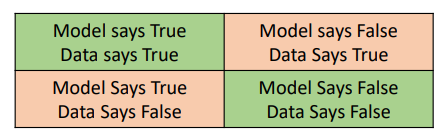 Model says True
Data says True
Model says False
Data Says True
Model Says True
Data Says False
Model Says False
Data Says False